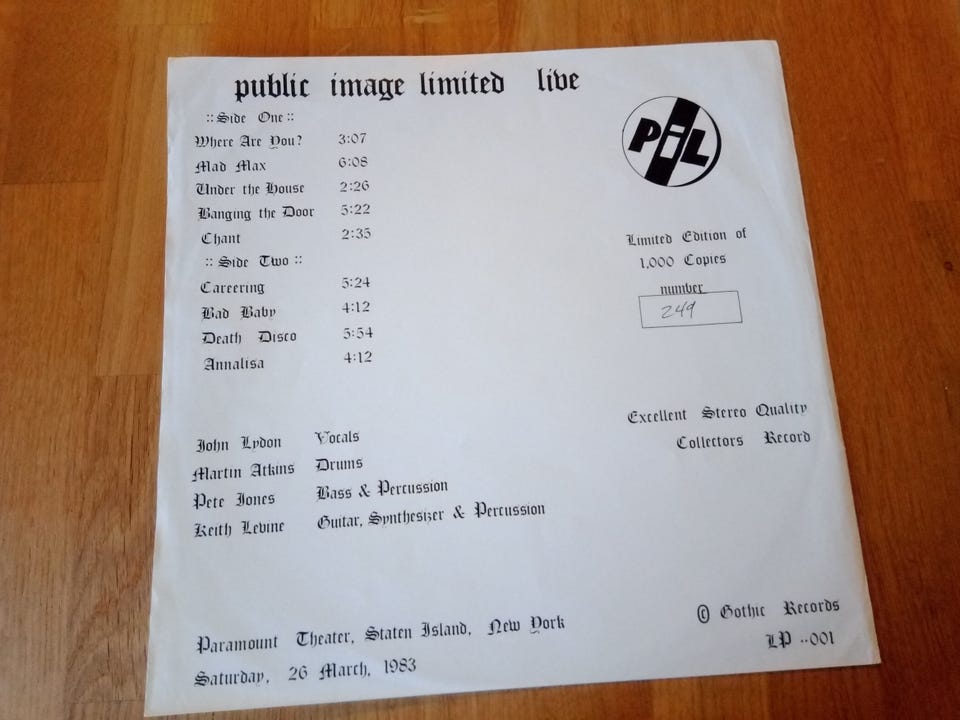 public image limited live
:: Side One ::
Where Are You? 3:07
Mad Max 6:08
Under the House 2:26
Banging the Door 5:22
Chant 2:35
:: Side Two ::
Careering 5:24
Bad Baby 4:12
Death Disco 5:54
Annalisa 4:12
PiL
Limited Edition of
1,000 Copies
number
249
Excellent Stereo Quality
Collectors Record
John Lydon Vocals
Martin Atkins Drums
Pete Jones Bass & Percussion
Keith Levine Guitar, Synthesizer & Percussion
Paramount Theater, Staten Island, New York
Saturday, 26 March, 1983
© Gothic Records
LP --001